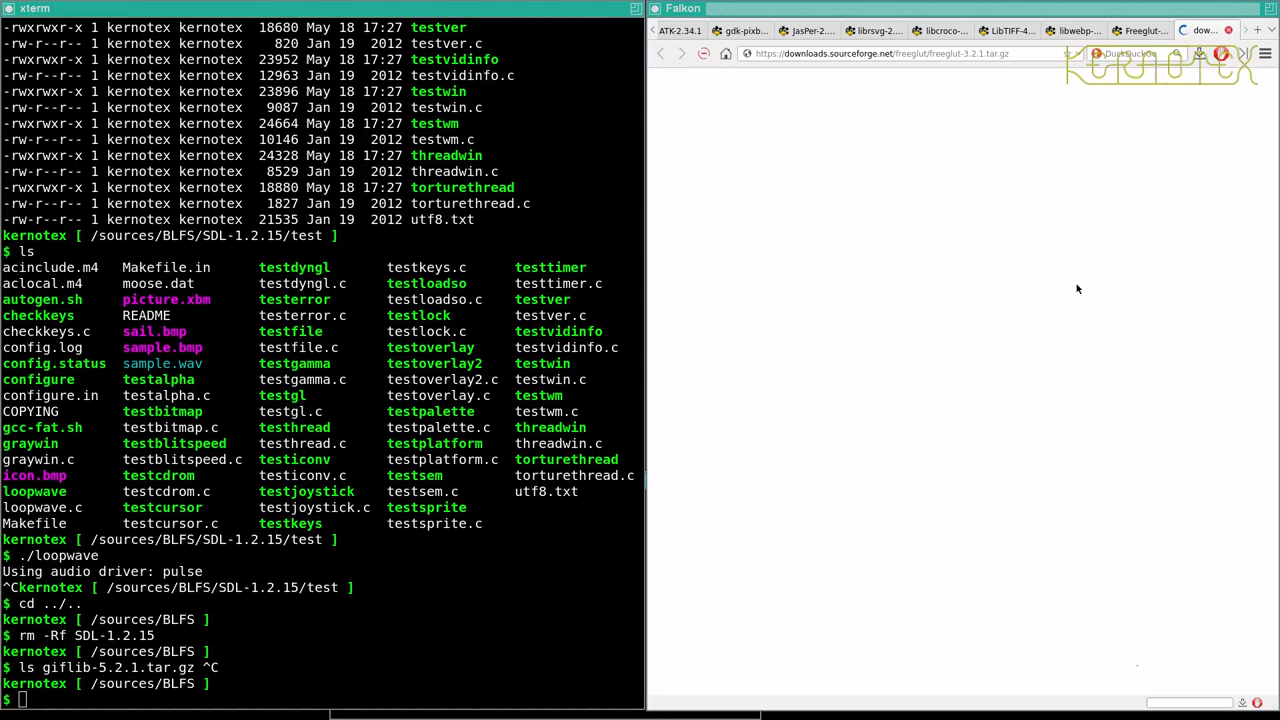 xterm
-rwxrwxr-x 1 kernotex kernotex  18680 May 18 17:27 testver
-rw-r--r-- 1 kernotex kernotex    820 Jan 19  2012 testver.c
-rwxrwxr-x 1 kernotex kernotex  23952 May 18 17:27 testvidinfo
-rw-r--r-- 1 kernotex kernotex  12963 Jan 19  2012 testvidinfo.c
-rwxrwxr-x 1 kernotex kernotex  23896 May 18 17:27 testwin
-rw-r--r-- 1 kernotex kernotex   9087 Jan 19  2012 testwin.c
-rwxrwxr-x 1 kernotex kernotex  24664 May 18 17:27 testwm
-rw-r--r-- 1 kernotex kernotex  10146 Jan 19  2012 testwm.c
-rwxrwxr-x 1 kernotex kernotex  24328 May 18 17:27 threadwin
-rw-r--r-- 1 kernotex kernotex   8529 Jan 19  2012 threadwin.c
-rwxrwxr-x 1 kernotex kernotex  18880 May 18 17:27 torturethread
-rw-r--r-- 1 kernotex kernotex   1827 Jan 19  2012 torturethread.c
-rw-r--r-- 1 kernotex kernotex  21535 Jan 19  2012 utf8.txt
kernotex [ /sources/BLFS/SDL-1.2.15/test ]
$ ls
acinclude.m4   Makefile.in      testdyngl       testkeys.c      testtimer
aclocal.m4     moose.dat        testdyngl.c     testloadso      testtimer.c
autogen.sh     picture.xbm      testerror       testloadso.c    testver
checkkeys      README           testerror.c     testlock        testver.c
checkkeys.c    sail.bmp         testfile        testlock.c      testvidinfo
config.log     sample.bmp       testfile.c      testoverlay     testvidinfo.c
config.status  sample.wav       testgamma       testoverlay2    testwin
configure      testalpha        testgamma.c     testoverlay2.c  testwin.c
configure.in   testalpha.c      testgl          testoverlay.c   testwm
COPYING        testbitmap       testgl.c        testpalette     testwm.c
gcc-fat.sh     testbitmap.c     testhread       testpalette.c   threadwin
graywin        testblitspeed    testhread.c     testplatform    threadwin.c
graywin.c      testblitspeed.c  testiconv       testplatform.c  torturethread
icon.bmp       testcdrom        testiconv.c     testsem         torturethread.c
loopwave       testcdrom.c      testjoystick    testsem.c       utf8.txt
loopwave.c     testcursor       testjoystick.c  testsprite
Makefile       testcursor.c     testkeys        testsprite.c
kernotex [ /sources/BLFS/SDL-1.2.15/test ]
$ ./loopwave
Using audio driver: pulse
^Ckernotex [ /sources/BLFS/SDL-1.2.15/test ]
$ cd ../..
kernotex [ /sources/BLFS ]
$ rm -Rf SDL-1.2.15
kernotex [ /sources/BLFS ]
$ ls giflib-5.2.1.tar.gz ^C
kernotex [ /sources/BLFS ]
$
Falkon
ATK-2.34.1 gdk-pixb... JasPer-2.... librsvg-2... libcroco-... LibTIFF-4... libwebp-... Freeglut-... dow...
https://downloads.sourceforge.net/freeglut/freeglut-3.2.1.tar.gz DuckDuckGo
KERNOTEX